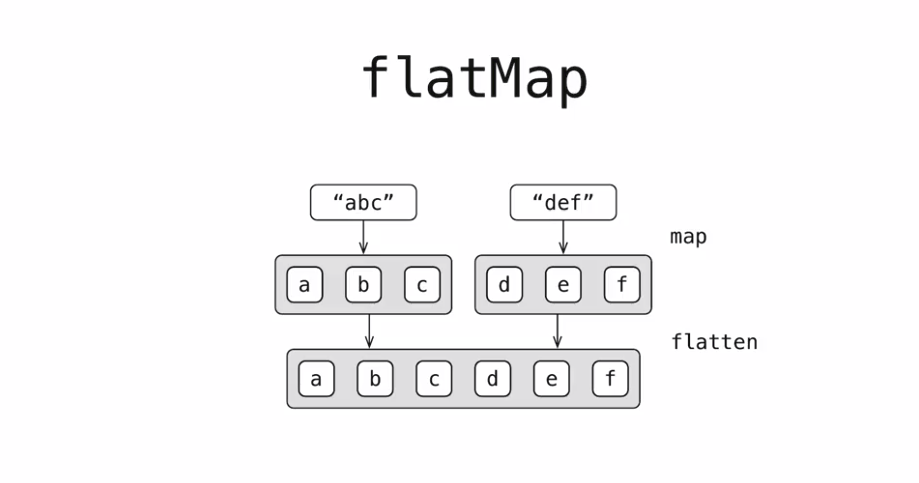 flatMap
“abc” “def”
map
a b c d e f
flatten
a b c d e f